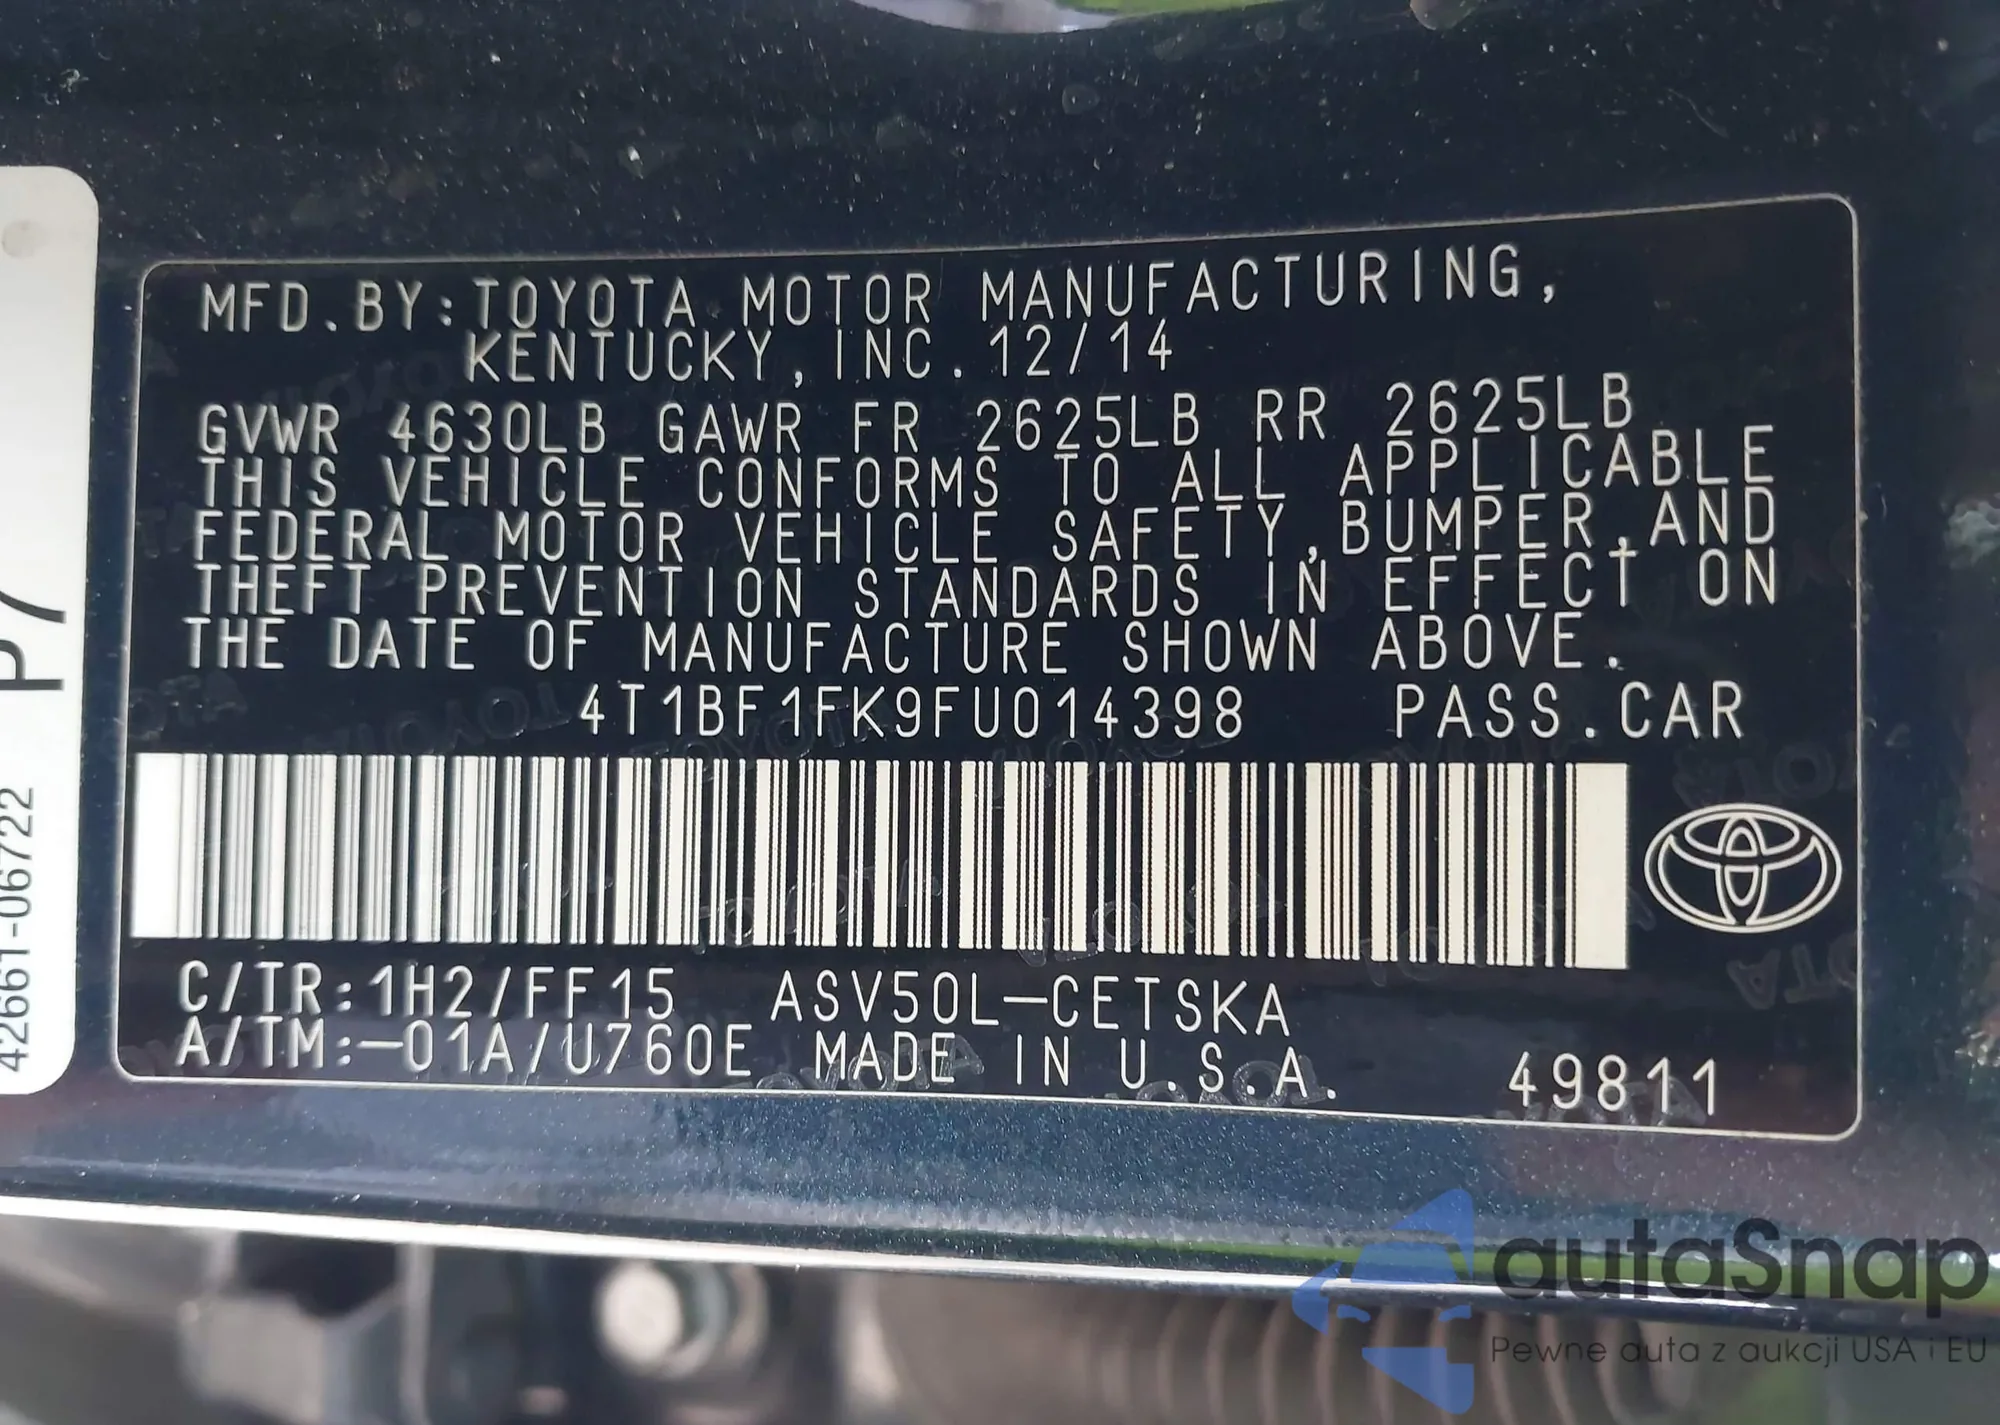 MFD.BY:TOYOTA MOTOR MANUFACTURING,
KENTUCKY,INC.12/14
GVWR 4630LB GAWR FR 2625LB RR 2625LB
THIS VEHICLE CONFORMS TO ALL APPLICABLE
FEDERAL MOTOR VEHICLE SAFETY,BUMPER,AND
THEFT PREVENTION STANDARDS IN EFFECT ON
THE DATE OF MANUFACTURE SHOWN ABOVE.
4T1BF1FK9FU014398 PASS.CAR
C/TR:1H2/FF15 ASV50L-CETSKA
A/TM:-01A/U760E MADE IN U.S.A. 49811
P7
42661-06722
autaSnap
Pewne auta z aukcji USA i EU